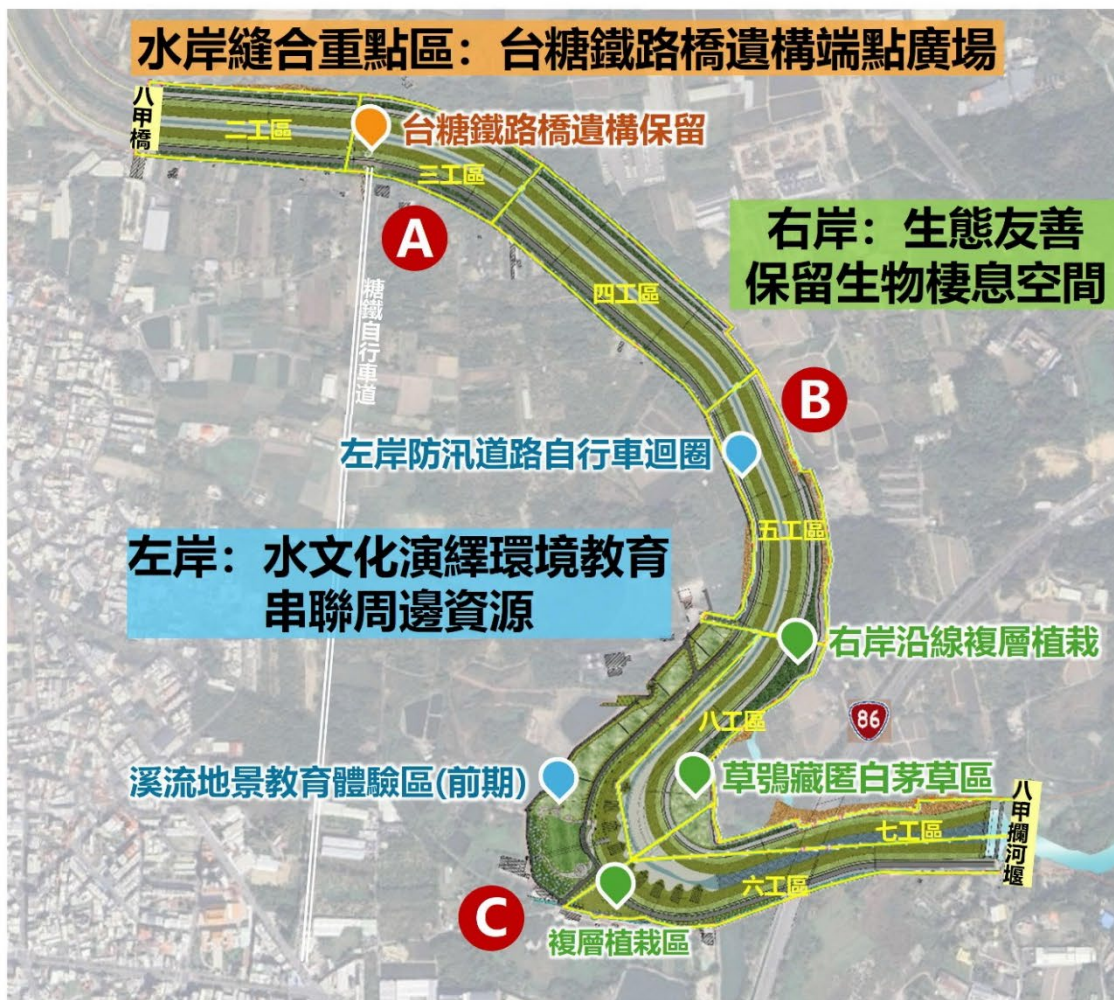 水岸縫合重點區：台糖鐵路橋遺構端點廣場
八甲橋
二工區
台糖鐵路橋遺構保留
三工區
A
右岸：生態友善
保留生物棲息空間
四工區
糖鐵自行車道
B
左岸防汛道路自行車迴圈
五工區
左岸：水文化演繹環境教育
串聯周邊資源
右岸沿線複層植栽
八工區
86
溪流地景教育體驗區(前期)
草鴞藏匿白茅草區
七工區
八甲攔河堰
六工區
C
複層植栽區